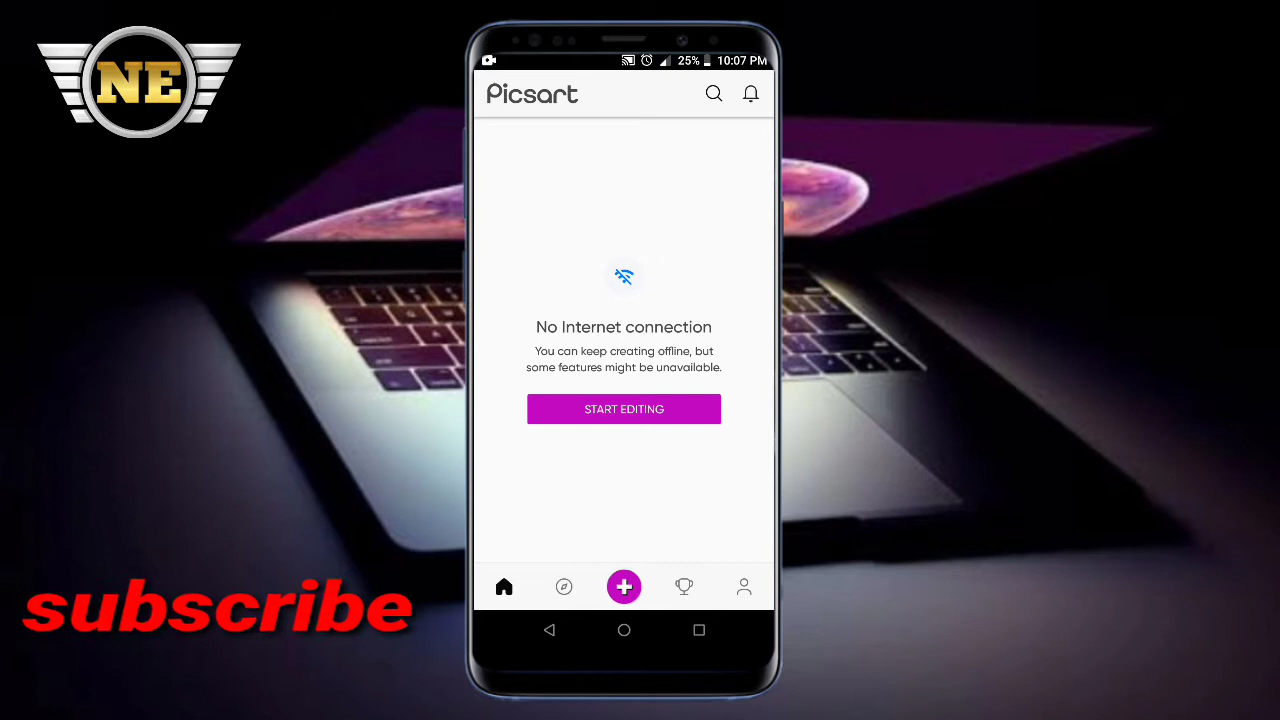 NE
25% 10:07 PM
Picsart
No Internet connection
You can keep creating offline, but
some features might be unavailable.
START EDITING
subscribe